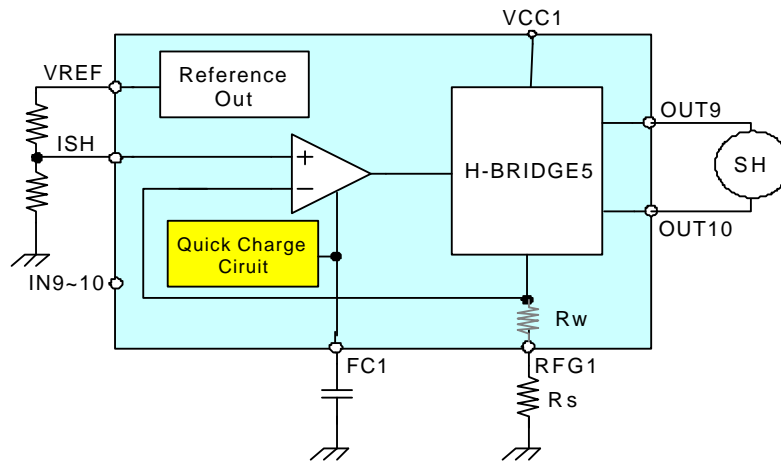 VCC1
VREF
Reference
Out
OUT9
ISH
+
H-BRIDGE5
SH
−
OUT10
Quick Charge
Ciruit
IN9~10
Rw
FC1
RFG1
Rs